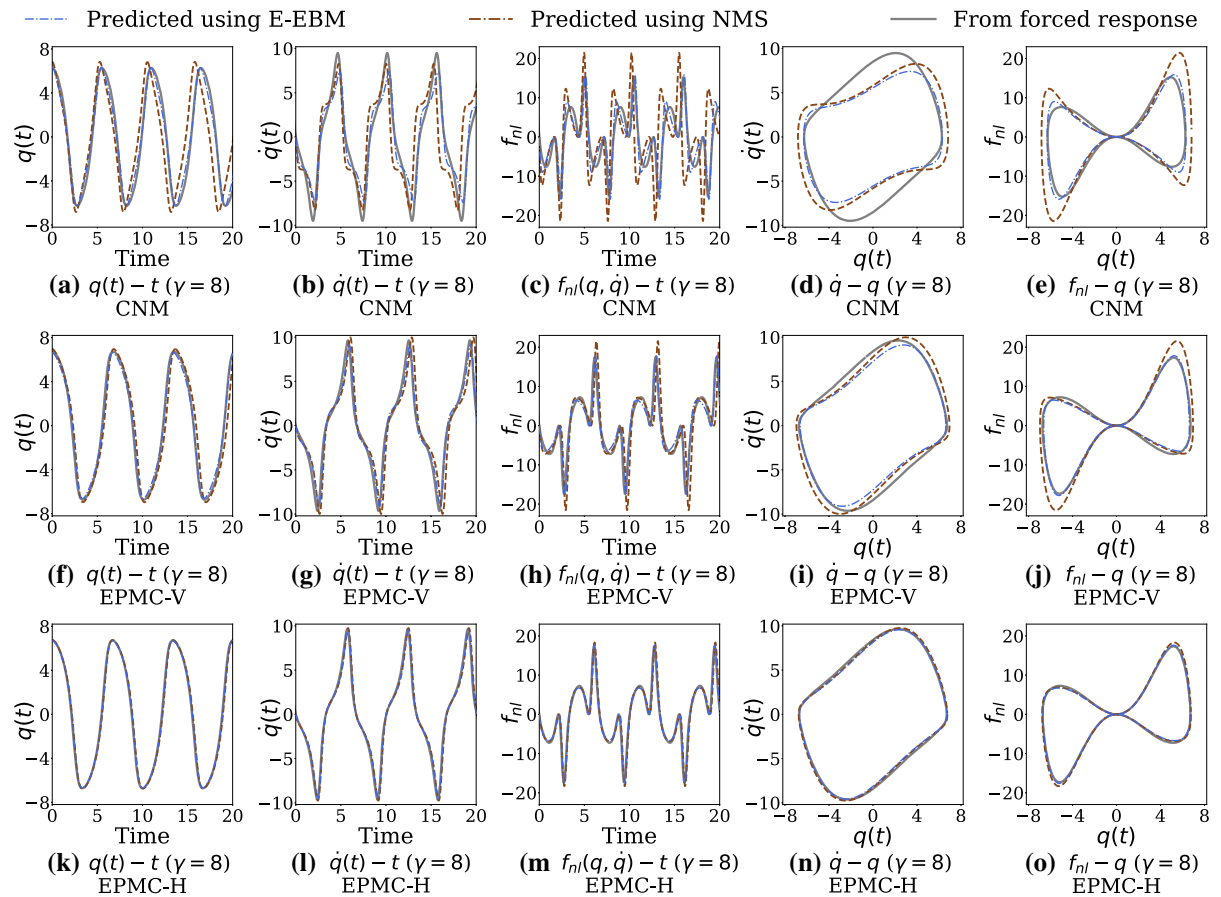 Predicted using E-EBM Predicted using NMS From forced response
8 4 0 −4 −8 q(t) 0 5 10 15 20 Time
10 5 0 −5 −10 q̇(t) 0 5 10 15 20 Time
20 10 0 −10 −20 f_nl 0 5 10 15 20 Time
10 5 0 −5 −10 q̇(t) −8 −4 0 4 8 q(t)
20 10 0 −10 −20 f_nl −8 −4 0 4 8 q(t)
(a) q(t) − t (γ = 8) (b) q̇(t) − t (γ = 8) (c) f_nl(q, q̇) − t (γ = 8) (d) q̇ − q (γ = 8) (e) f_nl − q (γ = 8)
CNM CNM CNM CNM CNM
8 4 0 −4 −8 q(t) 0 5 10 15 20 Time
10 5 0 −5 −10 q̇(t) 0 5 10 15 20 Time
20 10 0 −10 −20 f_nl 0 5 10 15 20 Time
10 5 0 −5 −10 q̇(t) −8 −4 0 4 8 q(t)
20 10 0 −10 −20 f_nl −8 −4 0 4 8 q(t)
(f) q(t) − t (γ = 8) (g) q̇(t) − t (γ = 8) (h) f_nl(q, q̇) − t (γ = 8) (i) q̇ − q (γ = 8) (j) f_nl − q (γ = 8)
EPMC-V EPMC-V EPMC-V EPMC-V EPMC-V
8 4 0 −4 −8 q(t) 0 5 10 15 20 Time
10 5 0 −5 −10 q̇(t) 0 5 10 15 20 Time
20 10 0 −10 −20 f_nl 0 5 10 15 20 Time
10 5 0 −5 −10 q̇(t) −8 −4 0 4 8 q(t)
20 10 0 −10 −20 f_nl −8 −4 0 4 8 q(t)
(k) q(t) − t (γ = 8) (l) q̇(t) − t (γ = 8) (m f_nl(q, q̇) − t (γ = 8) (n) q̇ − q (γ = 8) (o) f_nl − q (γ = 8)
EPMC-H EPMC-H EPMC-H EPMC-H EPMC-H